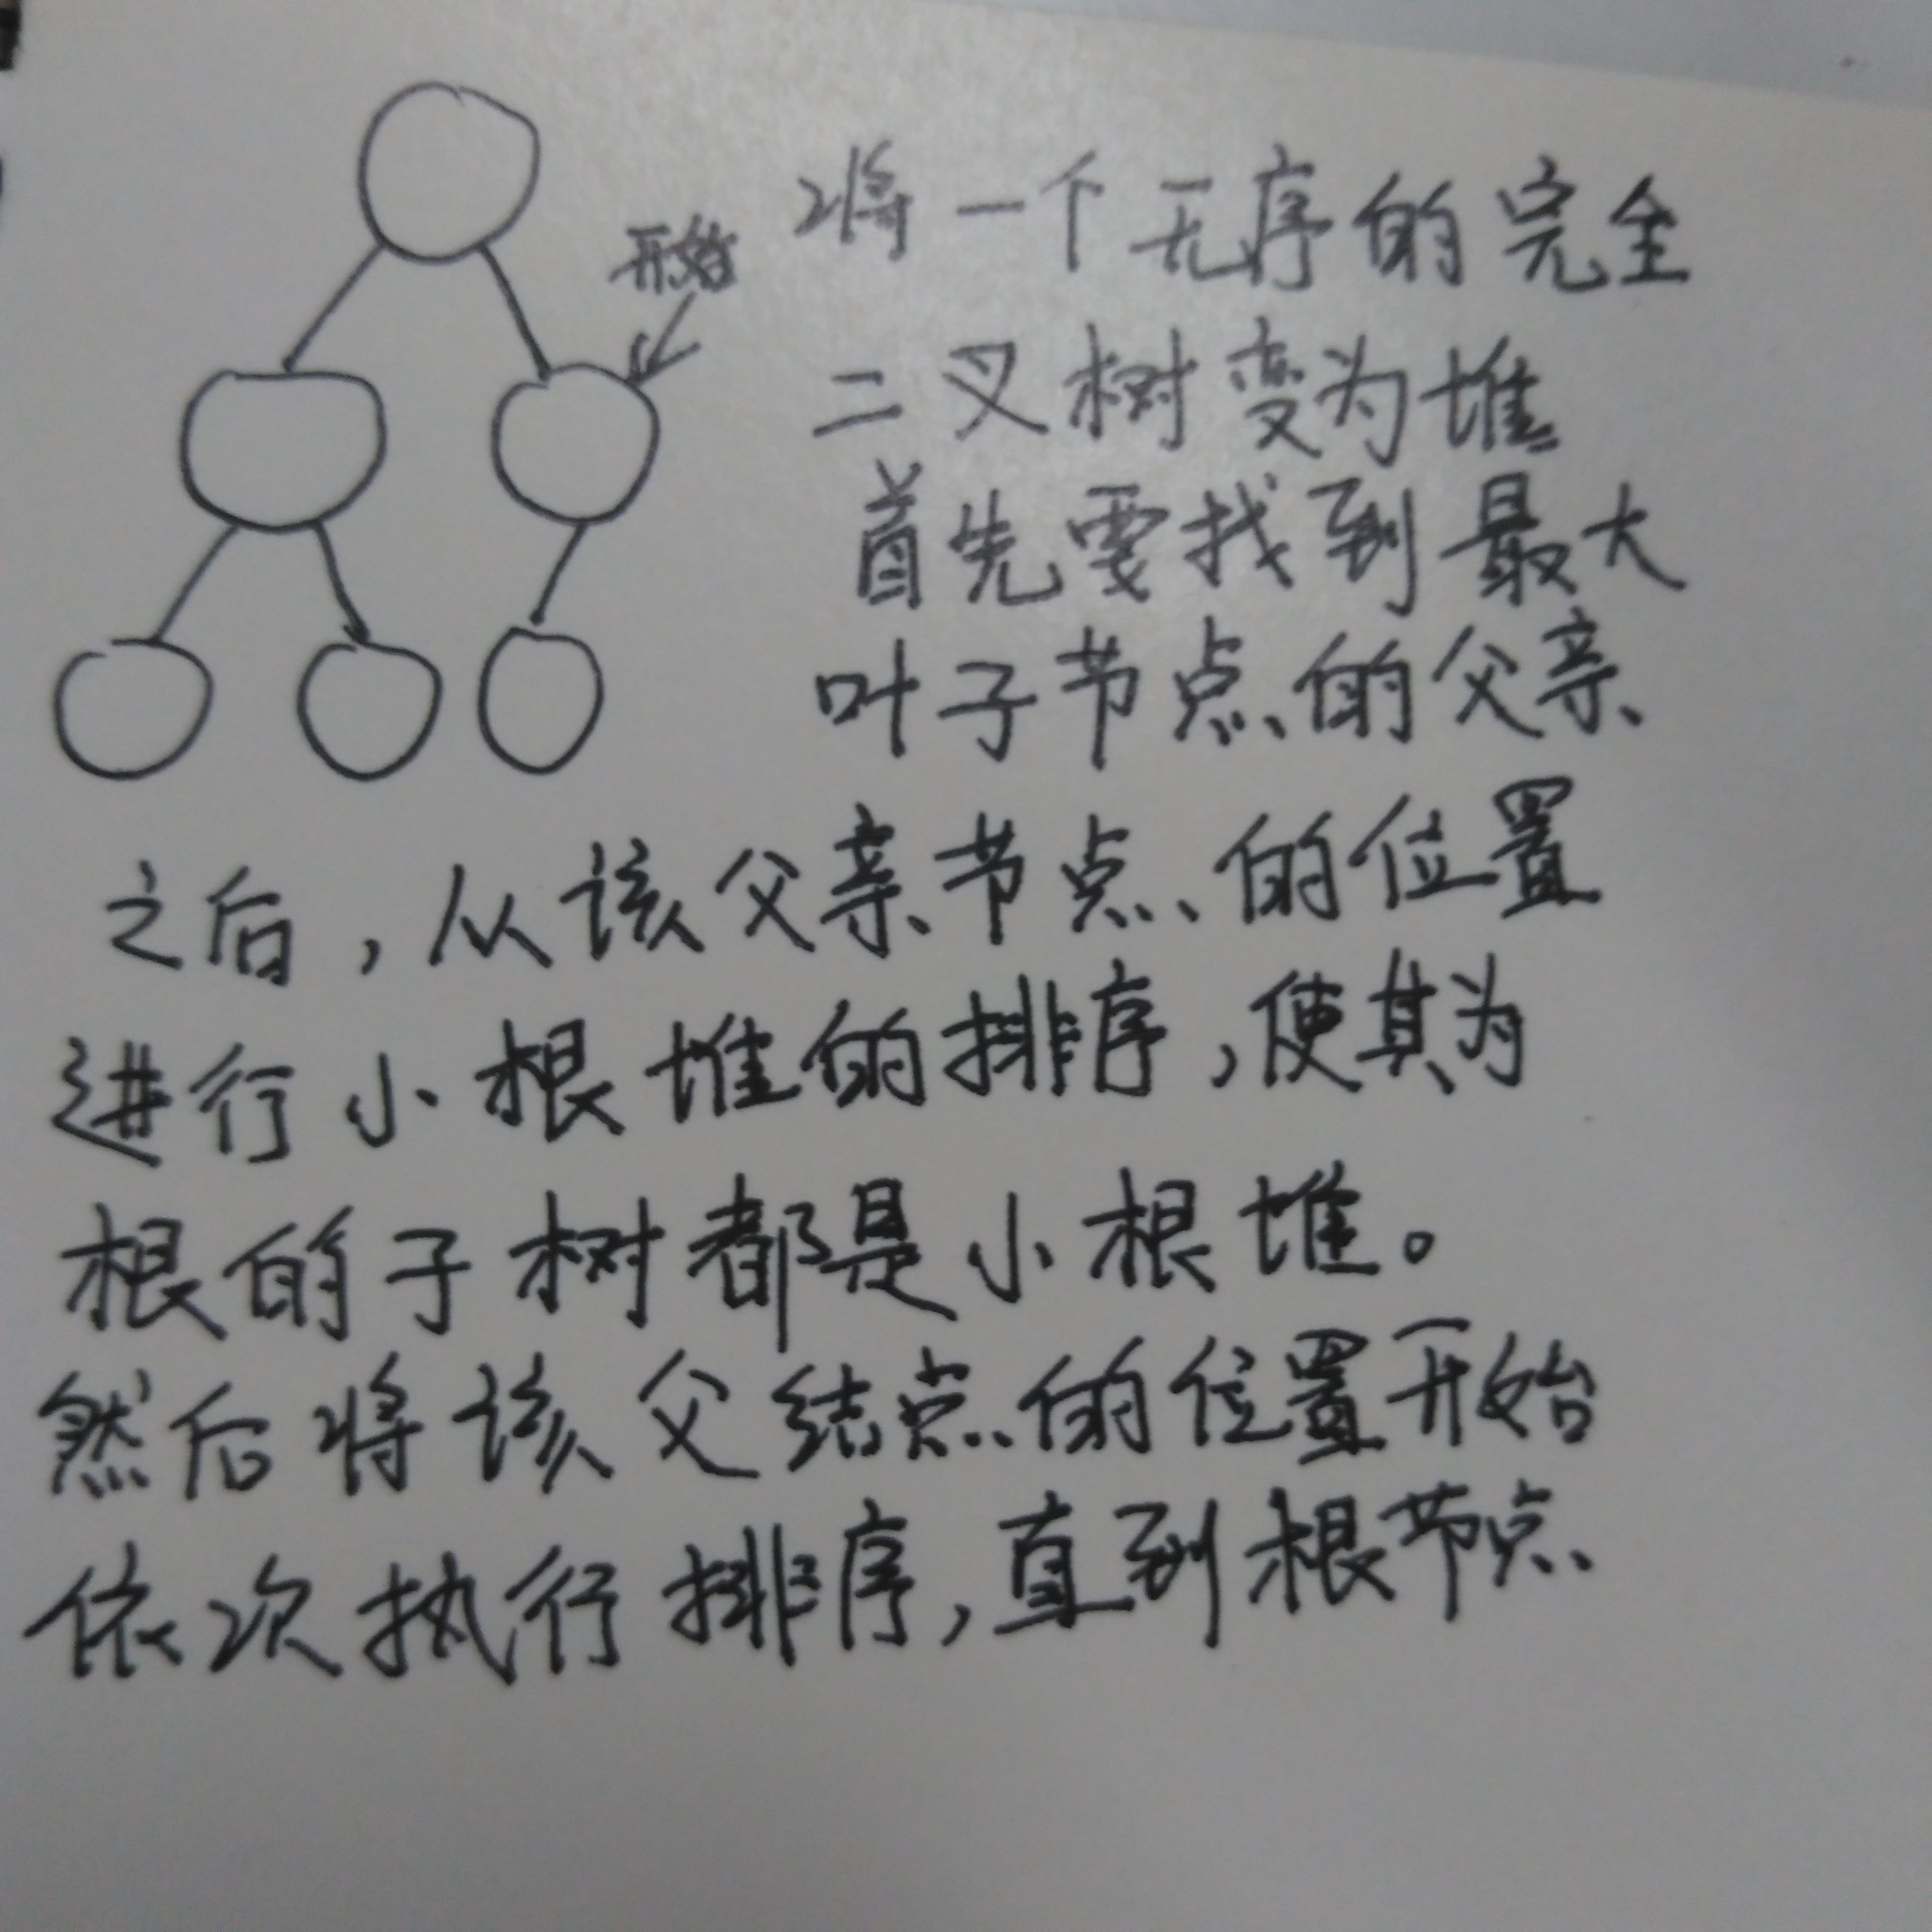 开始
将一个无序的完全
二叉树变为堆
首先要找到最大
叶子节点的父亲
之后，从该父亲节点的位置
进行小根堆的排序，使其为
根的子树都是小根堆。
然后将该父结点的位置开始
依次执行排序，直到根节点